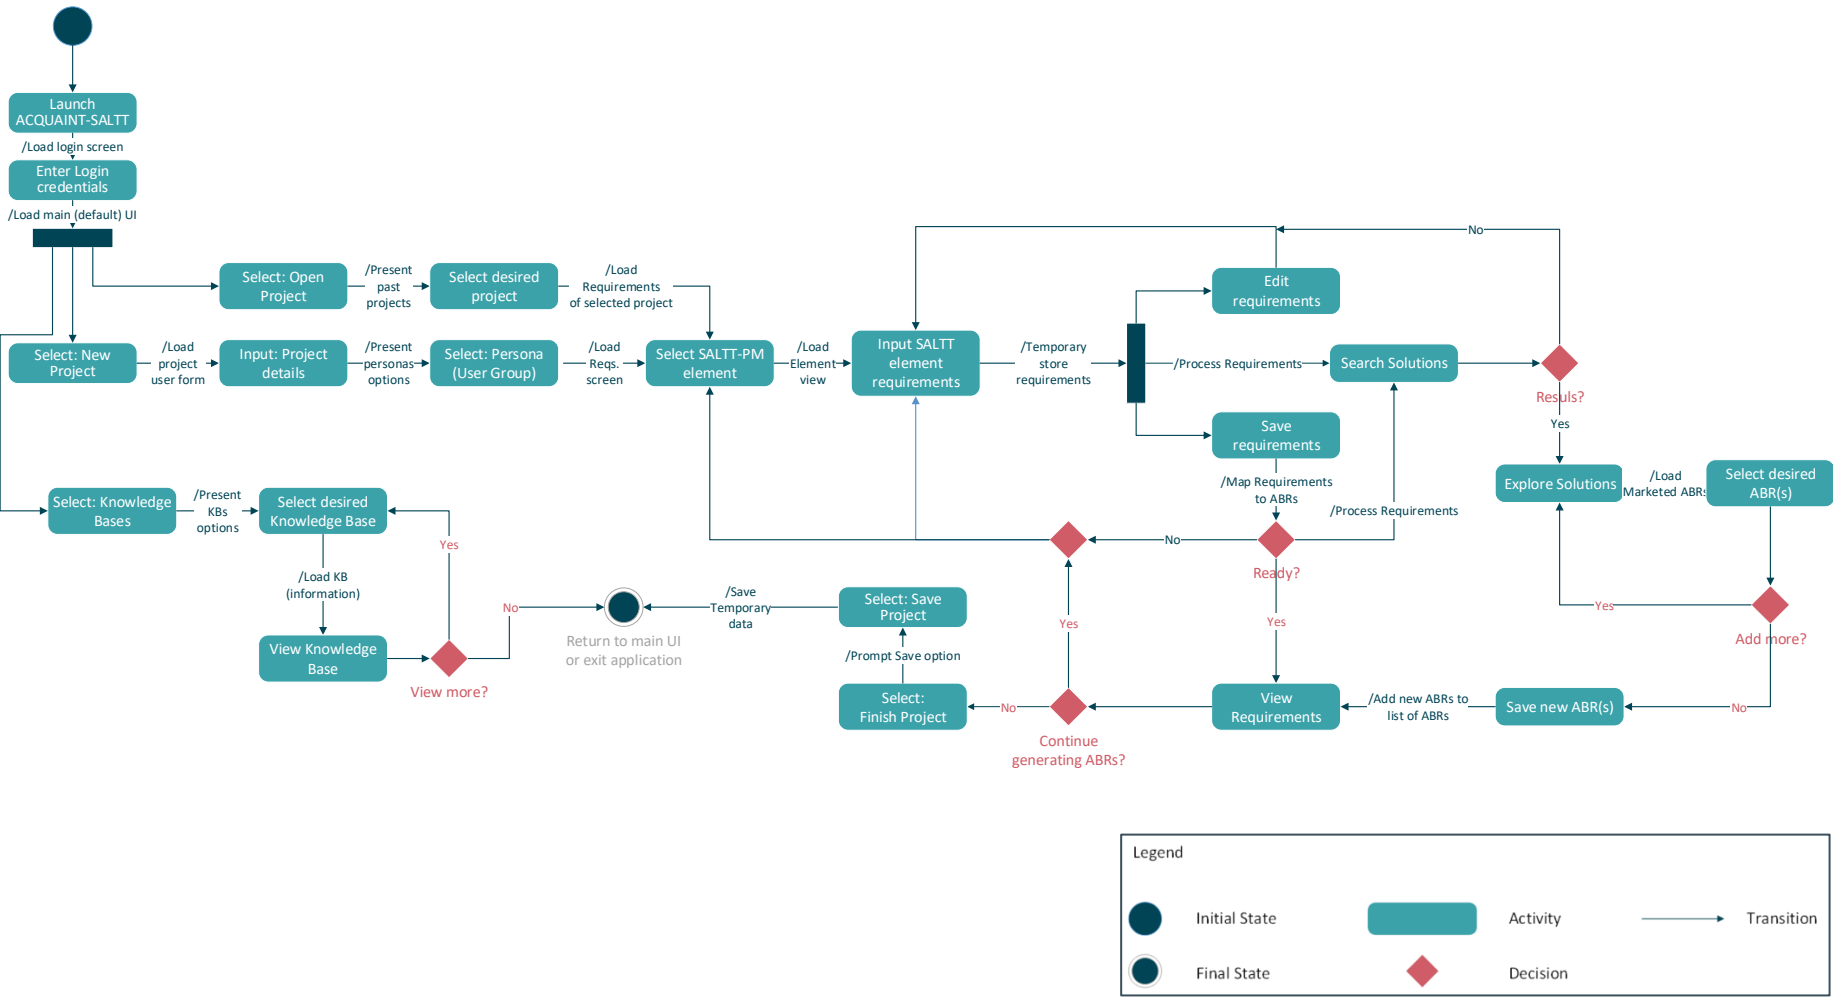 Launch
ACQUAINT-SALTT
/Load login screen
Enter Login
credentials
/Load main (default) UI
Select: Open
Project
/Present
past
projects
Select desired
project
/Load
Requirements
of selected project
Select: New
Project
/Load
project
user form
Input: Project
details
/Present
personas
options
Select: Persona
(User Group)
/Load
Reqs.
screen
Select SALTT-PM
element
/Load
Element
view
Input SALTT
element
requirements
/Temporary
store
requirements
Edit
requirements
/Process Requirements
Search Solutions
No
Resuls?
Yes
Save
requirements
/Map Requirements
to ABRs
/Process Requirements
Explore Solutions
/Load
Marketed ABRs
Select desired
ABR(s)
Select: Knowledge
Bases
/Present
KBs
options
Select desired
Knowledge Base
Yes
/Load KB
(information)
View Knowledge
Base
View more?
No
Return to main UI
or exit application
/Save
Temporary
data
Select: Save
Project
/Prompt Save option
Select:
Finish Project
No
Yes
Continue
generating ABRs?
No
Ready?
Yes
View
Requirements
/Add new ABRs to
list of ABRs
Save new ABR(s)
Yes
Add more?
No
Legend
Initial State
Activity
Transition
Final State
Decision